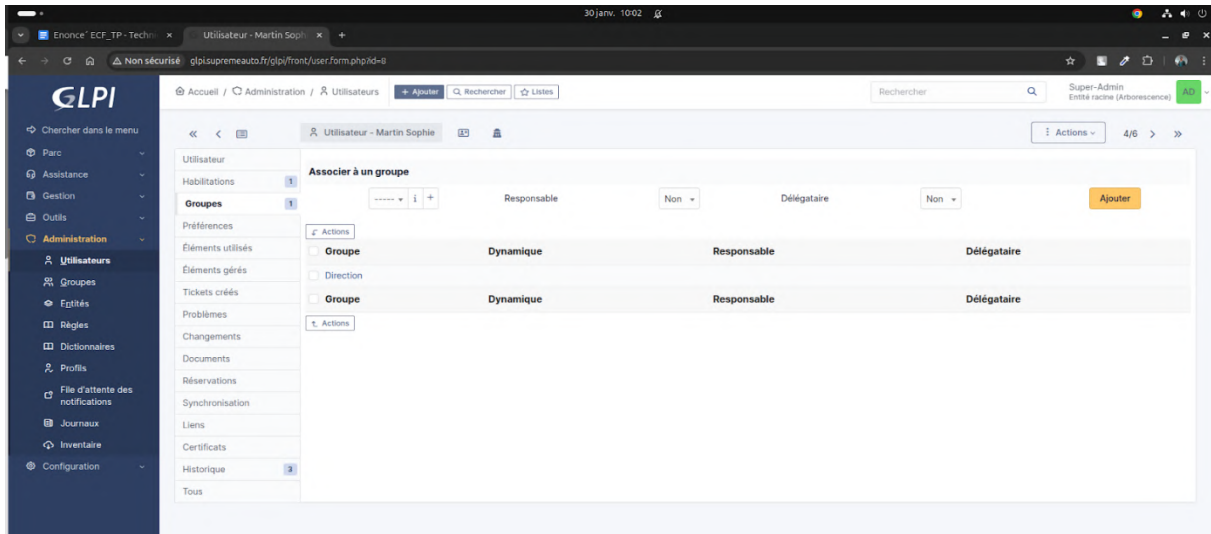 30 janv. 10:02
Enonce´ ECF_TP - Techni
Utilisateur - Martin Soph
Non sécurisé glpi.supremeauto.fr/glpi/front/user.form.php?id=8
GLPI
Accueil / Administration / Utilisateurs + Ajouter Rechercher Listes
Rechercher
Super-Admin
Entité racine (Arborescence)
AD
Chercher dans le menu
Parc
Assistance
Gestion
Outils
Administration
Utilisateurs
Groupes
Entités
Règles
Dictionnaires
Profils
File d'attente des
notifications
Journaux
Inventaire
Configuration
Utilisateur - Martin Sophie
Actions
4/6
Utilisateur
Habilitations 1
Groupes 1
Préférences
Éléments utilisés
Éléments gérés
Tickets créés
Problèmes
Changements
Documents
Réservations
Synchronisation
Liens
Certificats
Historique 3
Tous
Associer à un groupe
----- i + Responsable Non Délégataire Non Ajouter
Actions
Groupe Dynamique Responsable Délégataire
Direction
Groupe Dynamique Responsable Délégataire
Actions